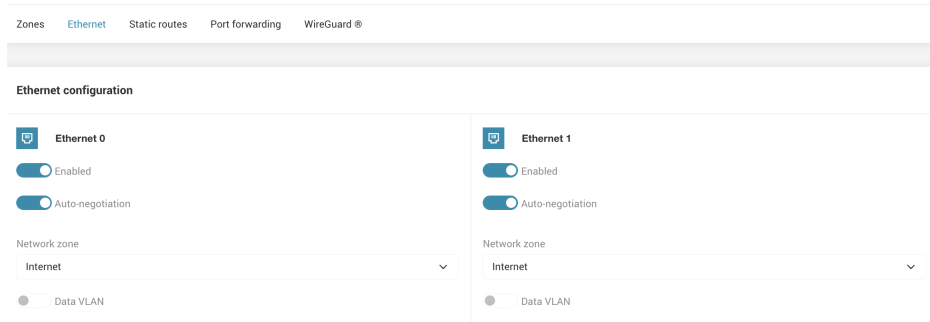 Zones Ethernet Static routes Port forwarding WireGuard ®
Ethernet configuration
Ethernet 0
Enabled
Auto-negotiation
Network zone
Internet
Data VLAN
Ethernet 1
Enabled
Auto-negotiation
Network zone
Internet
Data VLAN